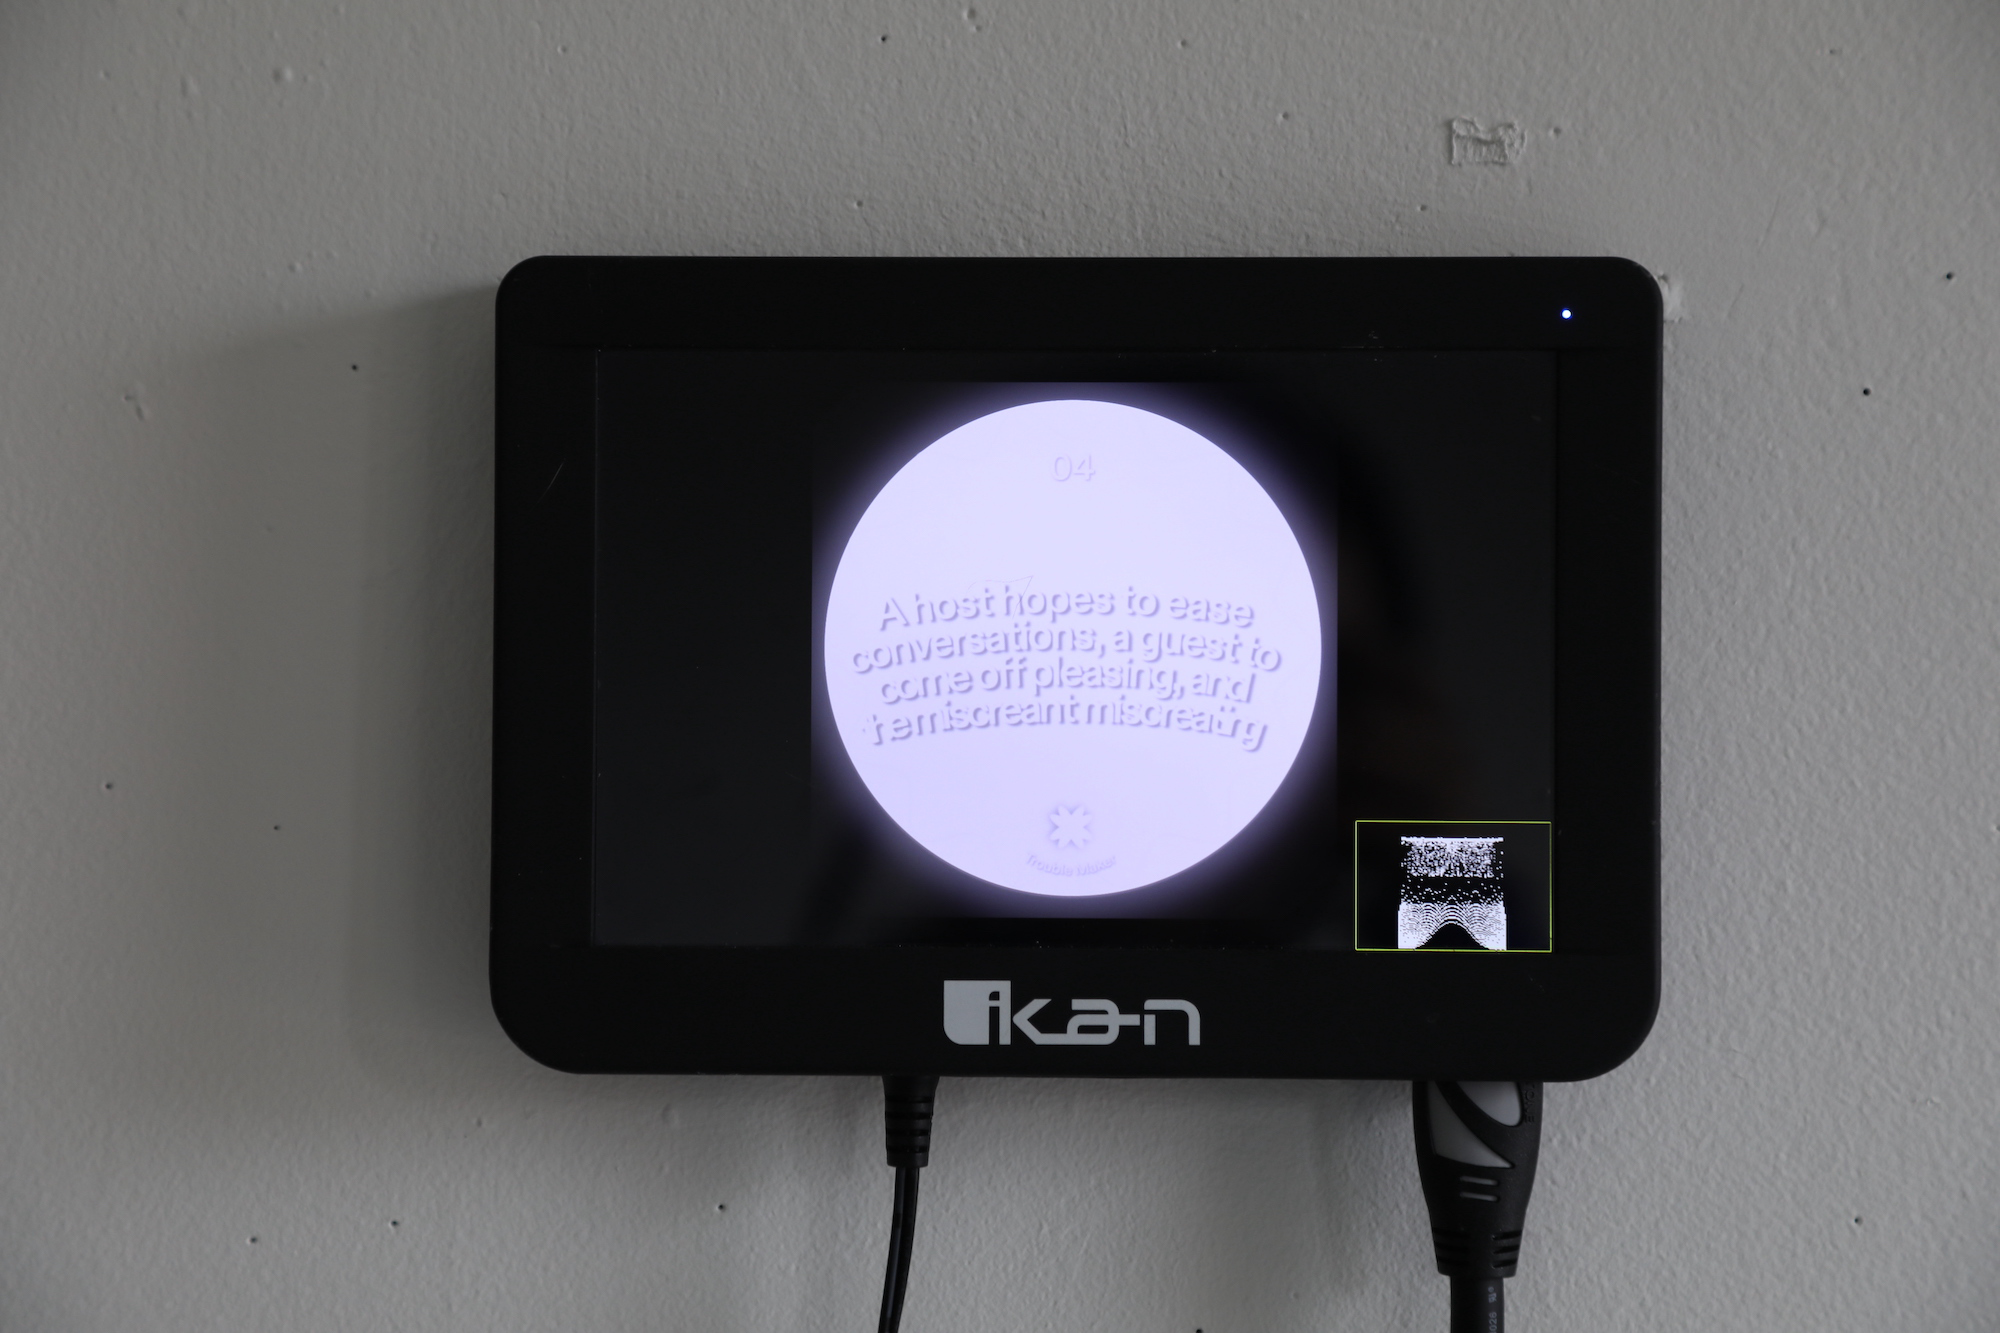 04
A host hopes to ease
conversations, a guest to
come off pleasing, and
the miscreant miscreating
Trouble Maker
ikan